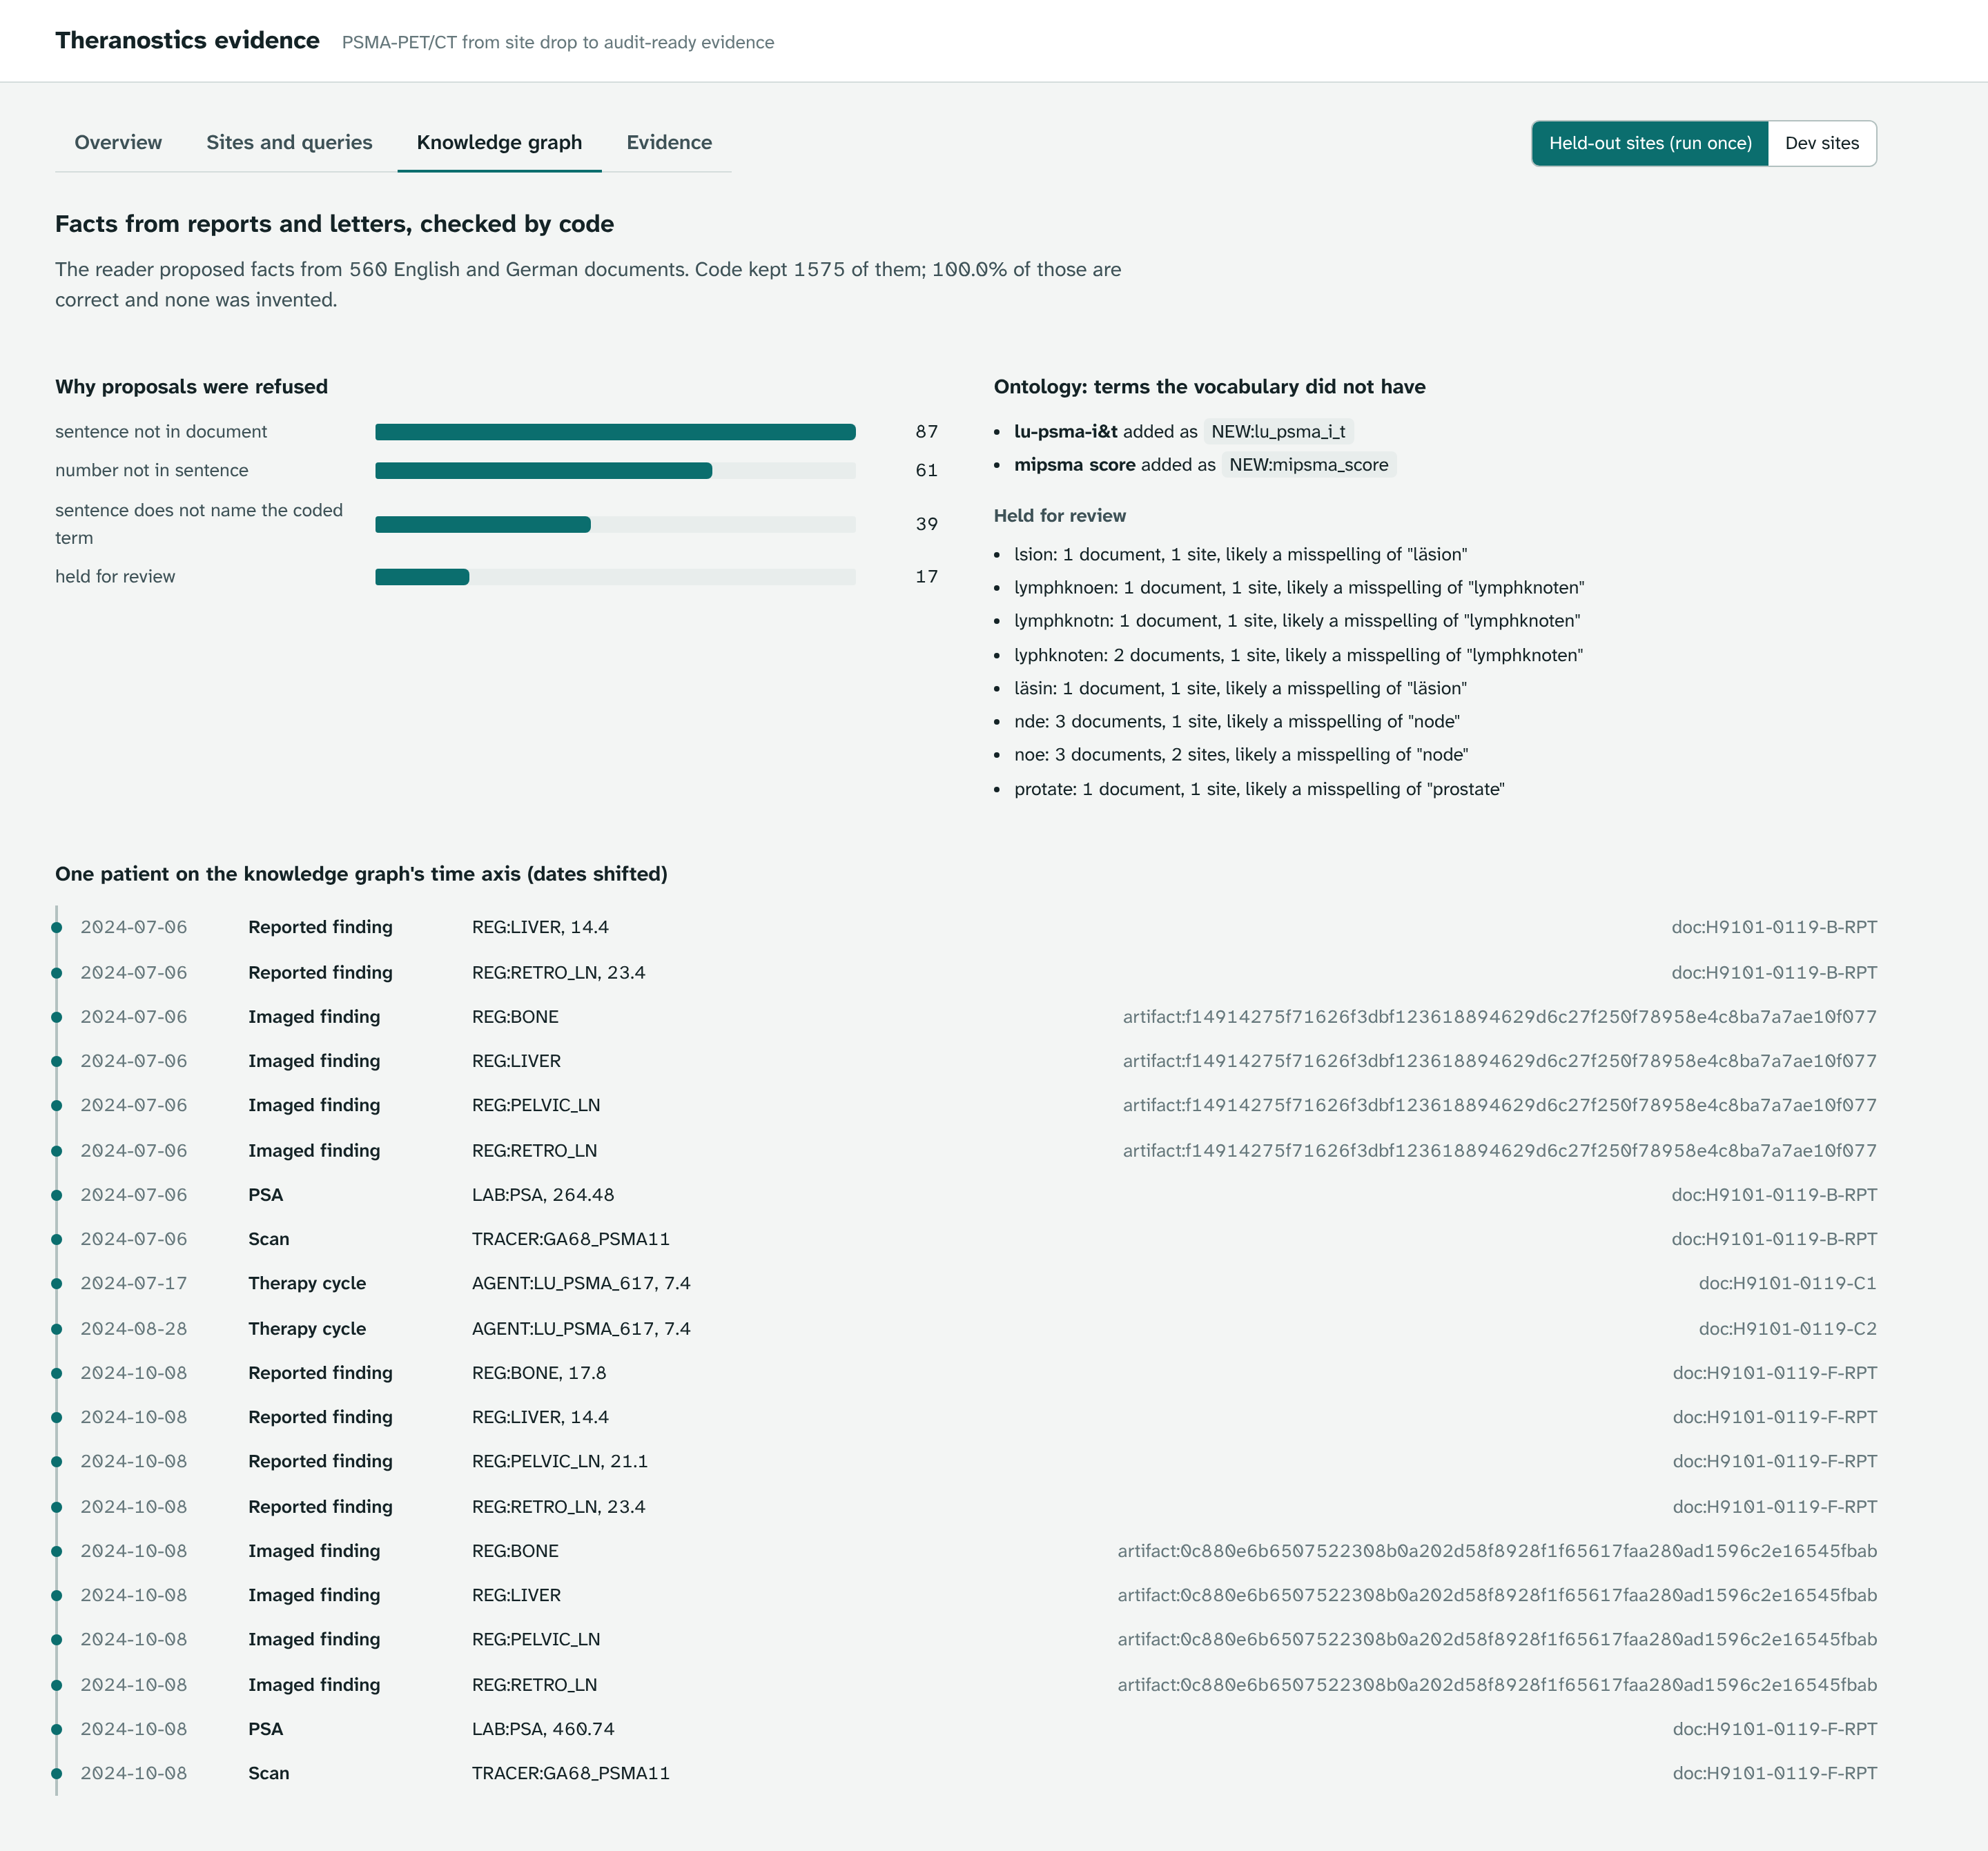 Theranostics evidence PSMA-PET/CT from site drop to audit-ready evidence
Overview Sites and queries Knowledge graph Evidence Held-out sites (run once) Dev sites
Facts from reports and letters, checked by code
The reader proposed facts from 560 English and German documents. Code kept 1575 of them; 100.0% of those are
correct and none was invented.
Why proposals were refused
sentence not in document 87
number not in sentence 61
sentence does not name the coded
term 39
held for review 17
Ontology: terms the vocabulary did not have
• lu-psma-i&t added as NEW:lu_psma_i_t
• mipsma score added as NEW:mipsma_score
Held for review
• lsion: 1 document, 1 site, likely a misspelling of "läsion"
• lymphknoen: 1 document, 1 site, likely a misspelling of "lymphknoten"
• lymphknotn: 1 document, 1 site, likely a misspelling of "lymphknoten"
• lyphknoten: 2 documents, 1 site, likely a misspelling of "lymphknoten"
• läsin: 1 document, 1 site, likely a misspelling of "läsion"
• nde: 3 documents, 1 site, likely a misspelling of "node"
• noe: 3 documents, 2 sites, likely a misspelling of "node"
• protate: 1 document, 1 site, likely a misspelling of "prostate"
One patient on the knowledge graph's time axis (dates shifted)
2024-07-06 Reported finding REG:LIVER, 14.4 doc:H9101-0119-B-RPT
2024-07-06 Reported finding REG:RETRO_LN, 23.4 doc:H9101-0119-B-RPT
2024-07-06 Imaged finding REG:BONE artifact:f14914275f71626f3dbf123618894629d6c27f250f78958e4c8ba7a7ae10f077
2024-07-06 Imaged finding REG:LIVER artifact:f14914275f71626f3dbf123618894629d6c27f250f78958e4c8ba7a7ae10f077
2024-07-06 Imaged finding REG:PELVIC_LN artifact:f14914275f71626f3dbf123618894629d6c27f250f78958e4c8ba7a7ae10f077
2024-07-06 Imaged finding REG:RETRO_LN artifact:f14914275f71626f3dbf123618894629d6c27f250f78958e4c8ba7a7ae10f077
2024-07-06 PSA LAB:PSA, 264.48 doc:H9101-0119-B-RPT
2024-07-06 Scan TRACER:GA68_PSMA11 doc:H9101-0119-B-RPT
2024-07-17 Therapy cycle AGENT:LU_PSMA_617, 7.4 doc:H9101-0119-C1
2024-08-28 Therapy cycle AGENT:LU_PSMA_617, 7.4 doc:H9101-0119-C2
2024-10-08 Reported finding REG:BONE, 17.8 doc:H9101-0119-F-RPT
2024-10-08 Reported finding REG:LIVER, 14.4 doc:H9101-0119-F-RPT
2024-10-08 Reported finding REG:PELVIC_LN, 21.1 doc:H9101-0119-F-RPT
2024-10-08 Reported finding REG:RETRO_LN, 23.4 doc:H9101-0119-F-RPT
2024-10-08 Imaged finding REG:BONE artifact:0c880e6b6507522308b0a202d58f8928f1f65617faa280ad1596c2e16545fbab
2024-10-08 Imaged finding REG:LIVER artifact:0c880e6b6507522308b0a202d58f8928f1f65617faa280ad1596c2e16545fbab
2024-10-08 Imaged finding REG:PELVIC_LN artifact:0c880e6b6507522308b0a202d58f8928f1f65617faa280ad1596c2e16545fbab
2024-10-08 Imaged finding REG:RETRO_LN artifact:0c880e6b6507522308b0a202d58f8928f1f65617faa280ad1596c2e16545fbab
2024-10-08 PSA LAB:PSA, 460.74 doc:H9101-0119-F-RPT
2024-10-08 Scan TRACER:GA68_PSMA11 doc:H9101-0119-F-RPT